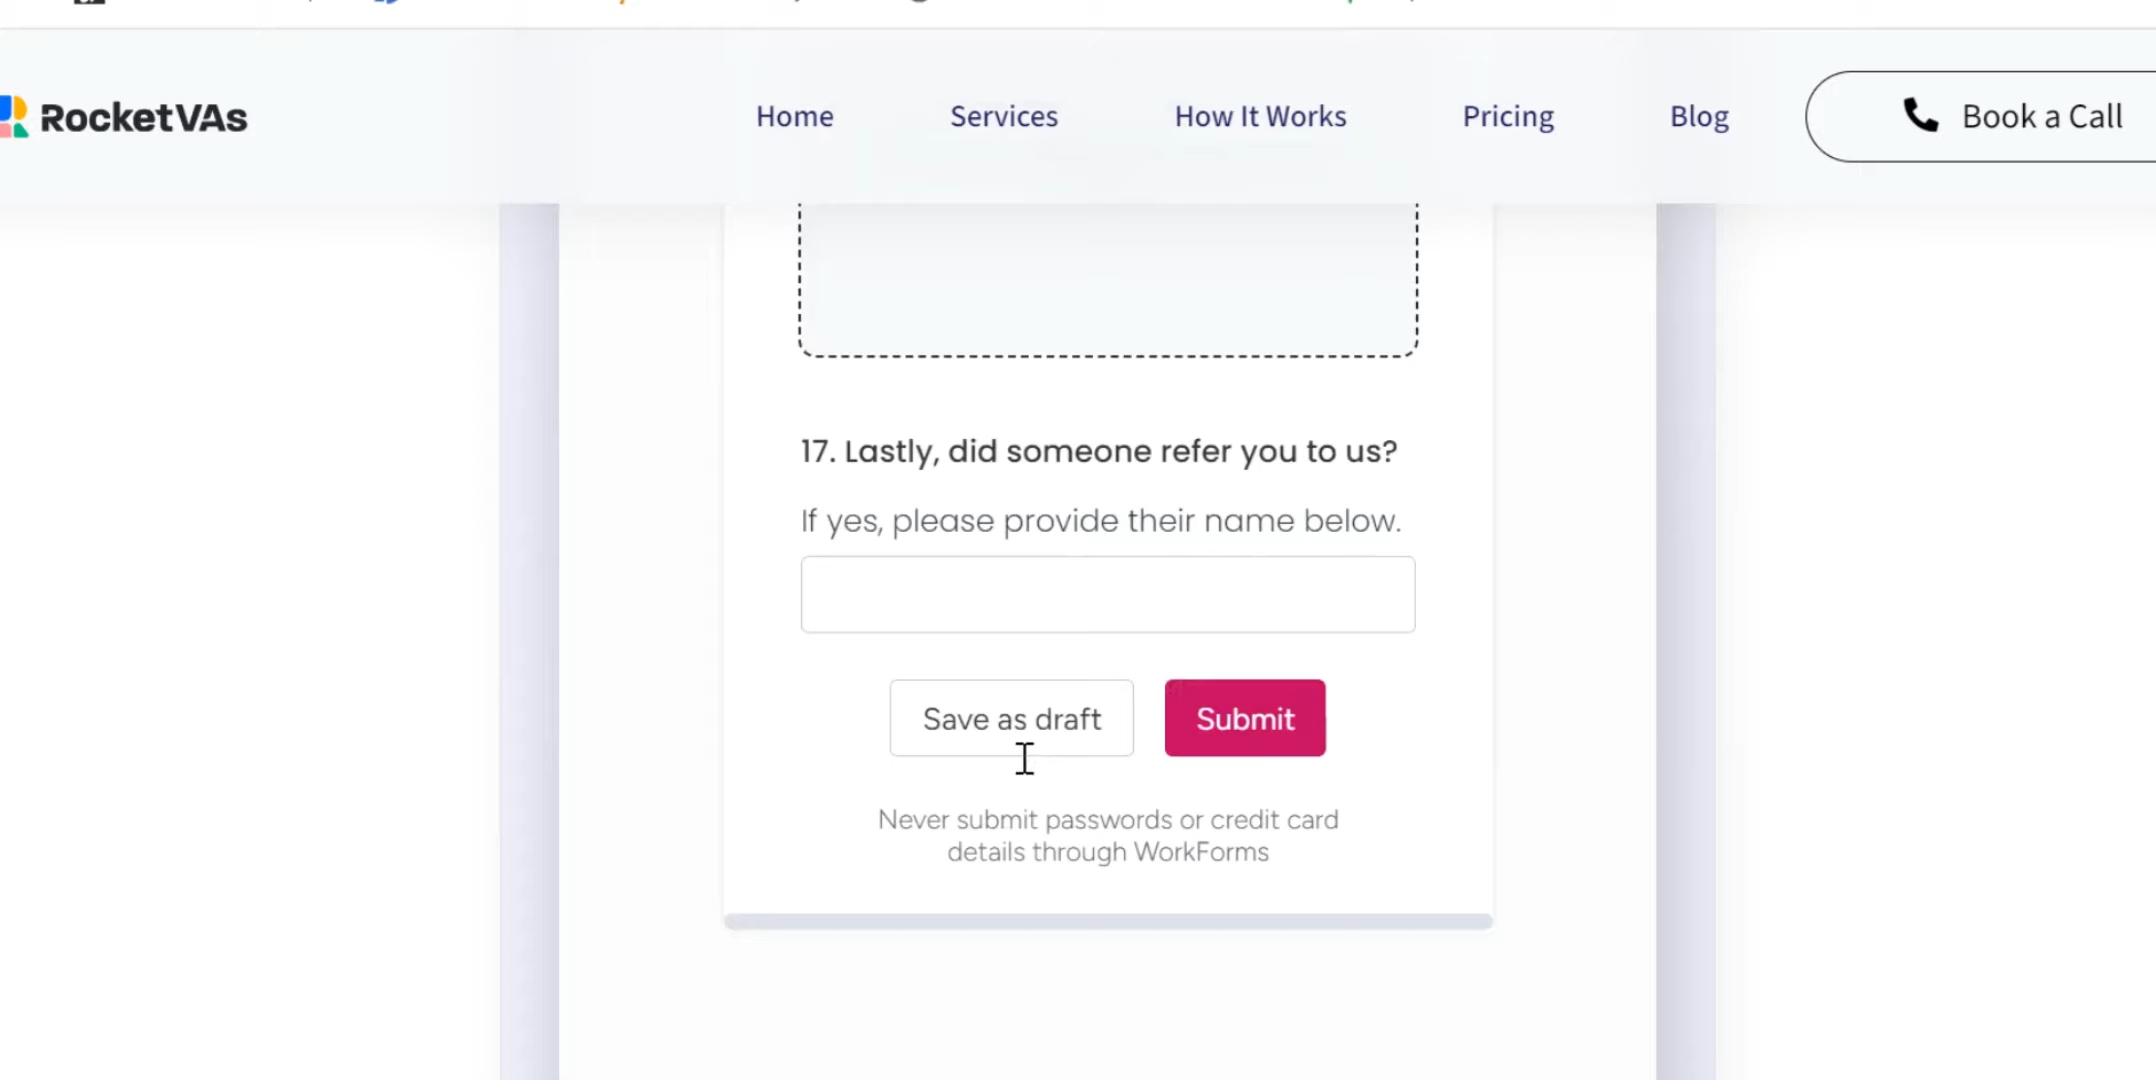 RocketVAs
Home Services How It Works Pricing Blog Book a Call
17. Lastly, did someone refer you to us?
If yes, please provide their name below.
Save as draft Submit
Never submit passwords or credit card
details through WorkForms